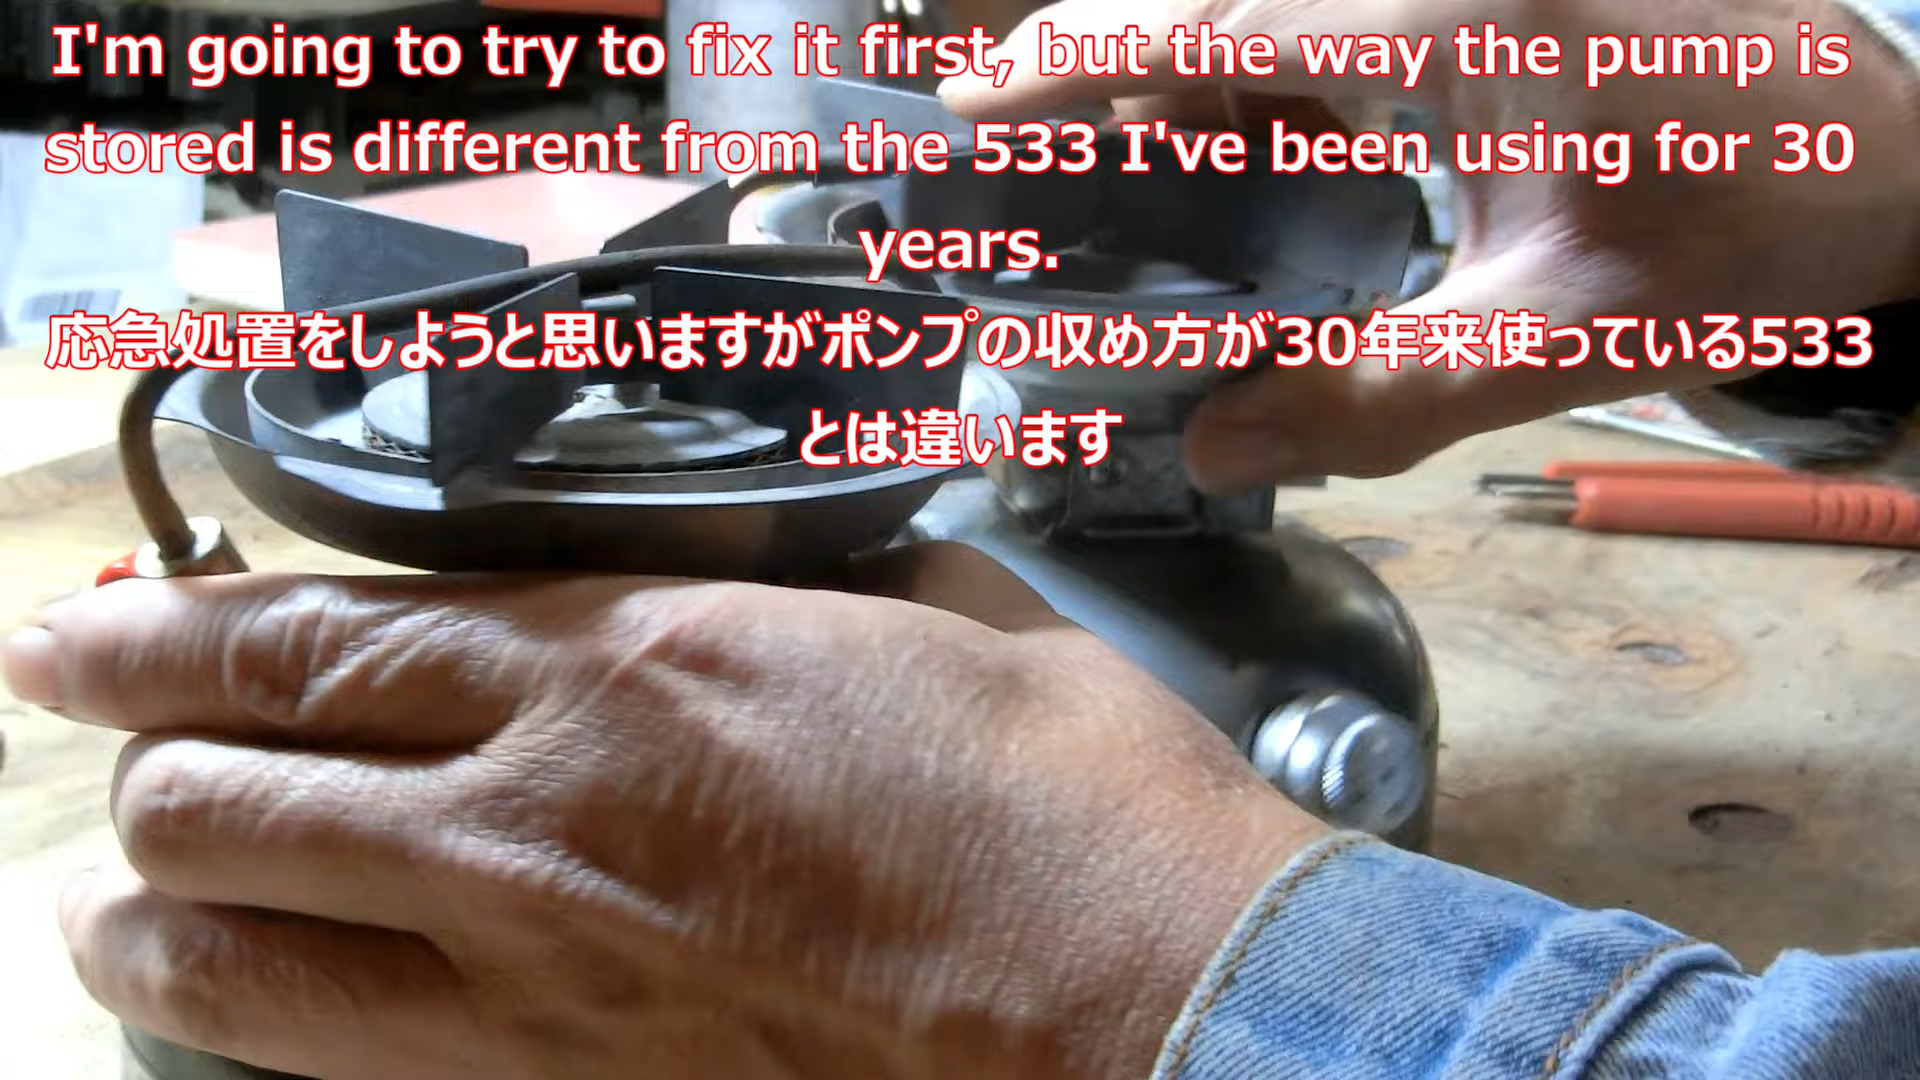 I'm going to try to fix it first, but the way the pump is
stored is different from the 533 I've been using for 30
years.
応急処置をしようと思いますがポンプの収め方が30年来使っている533
とは違います